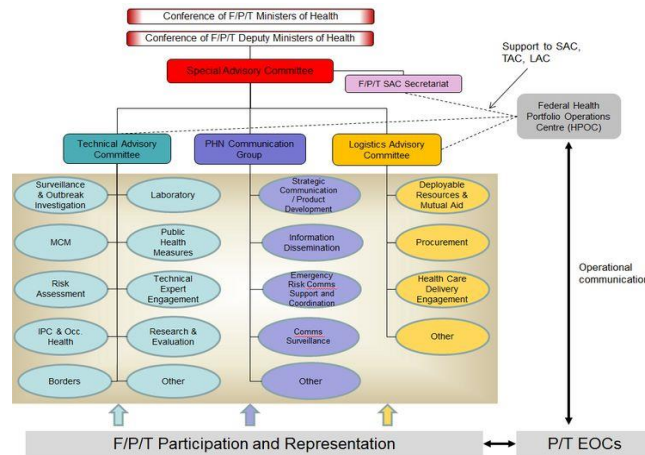 Conference of F/P/T Ministers of Health
Conference of F/P/T Deputy Ministers of Health
Special Advisory Committee
F/P/T SAC Secretariat
Support to SAC,
TAC, LAC
Federal Health
Portfolio Operations
Centre (HPOC)
Technical Advisory
Committee
PHN Communication
Group
Logistics Advisory
Committee
Surveillance
& Outbreak
Investigation
Laboratory
Strategic
Communication
/ Product
Development
Deployable
Resources &
Mutual Aid
MCM
Public
Health
Measures
Information
Dissemination
Procurement
Risk
Assessment
Technical
Expert
Engagement
Emergency
Risk Comms
Support and
Coordination
Health Care
Delivery
Engagement
Operational
communication
IPC & Occ.
Health
Research &
Evaluation
Comms
Surveillance
Other
Borders
Other
Other
F/P/T Participation and Representation
P/T EOCs